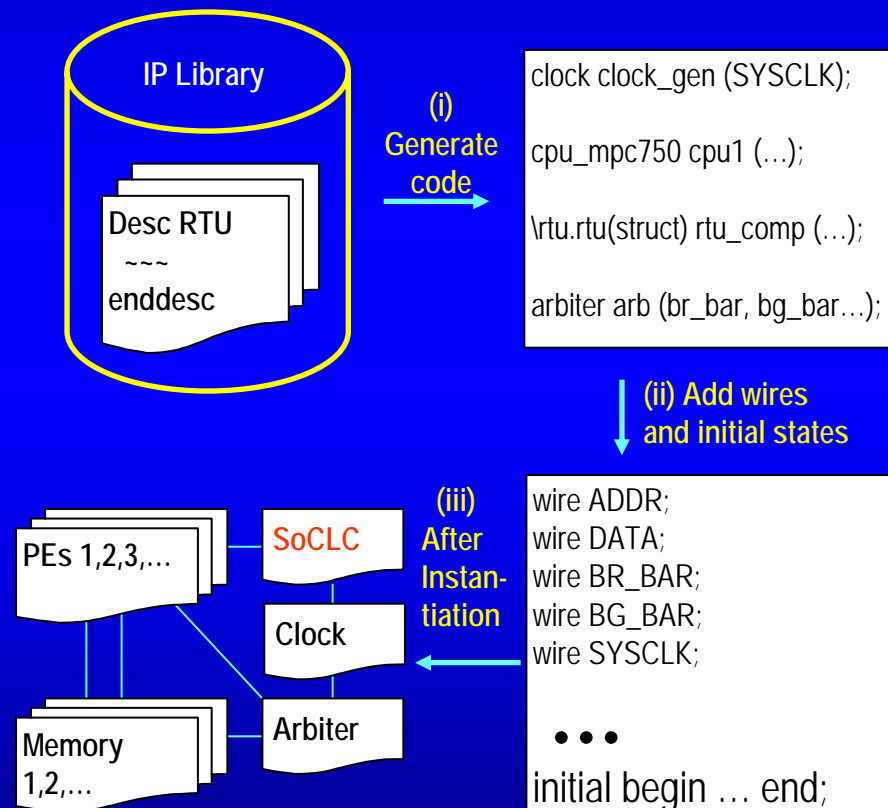 IP Library
Desc RTU
~~~
enddesc
(i)
Generate
code
clock clock_gen (SYSCLK);
cpu_mpc750 cpu1 (…);
\rtu.rtu(struct) rtu_comp (…);
arbiter arb (br_bar, bg_bar…);
(ii) Add wires
and initial states
wire ADDR;
wire DATA;
wire BR_BAR;
wire BG_BAR;
wire SYSCLK;
•••
initial begin … end;
(iii)
After
Instan-
tiation
PEs 1,2,3,…
SoCLC
Clock
Arbiter
Memory
1,2,…